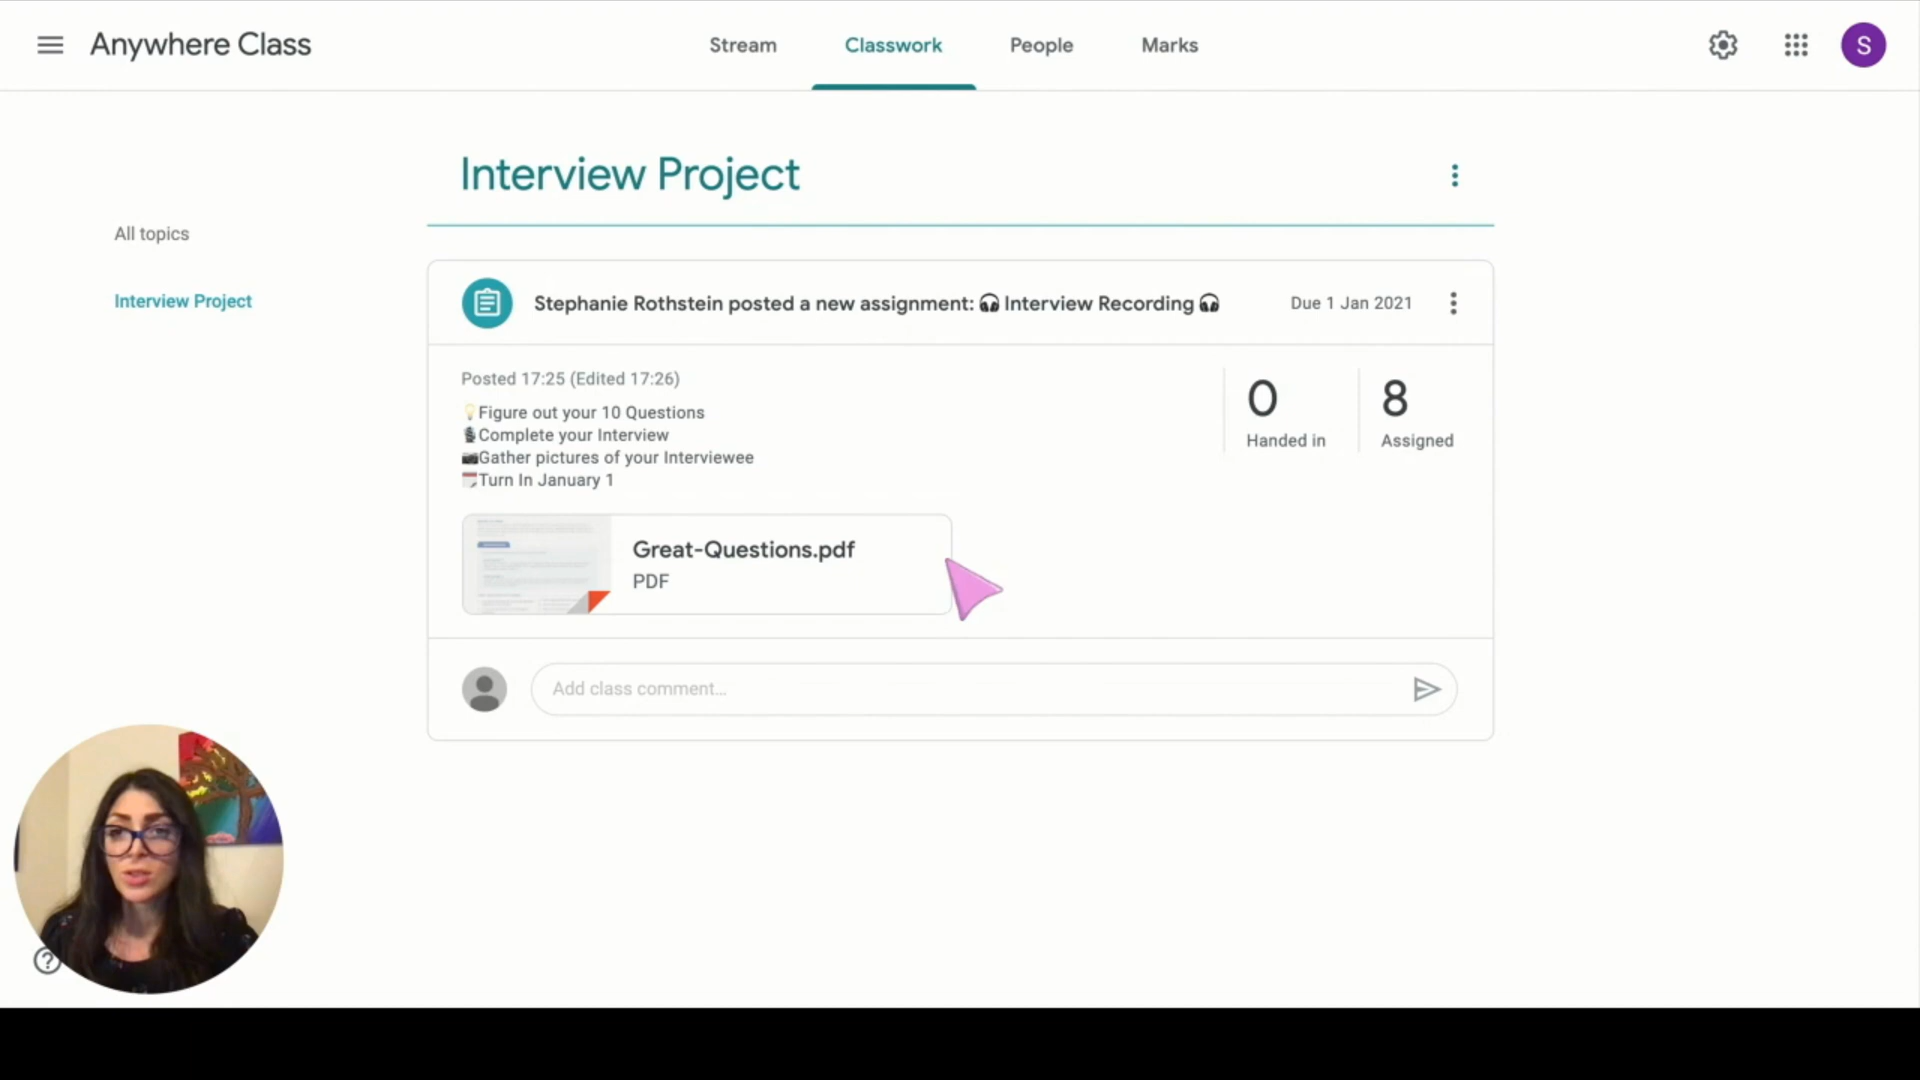 Anywhere Class
Stream
Classwork
People
Marks
S
Interview Project
All topics
Interview Project
Stephanie Rothstein posted a new assignment: 🎧 Interview Recording 🎧
Due 1 Jan 2021
Posted 17:25 (Edited 17:26)
💡Figure out your 10 Questions
🎙Complete your Interview
📷Gather pictures of your Interviewee
🗓Turn In January 1
0
Handed in
8
Assigned
Great-Questions.pdf
PDF
Add class comment...
?